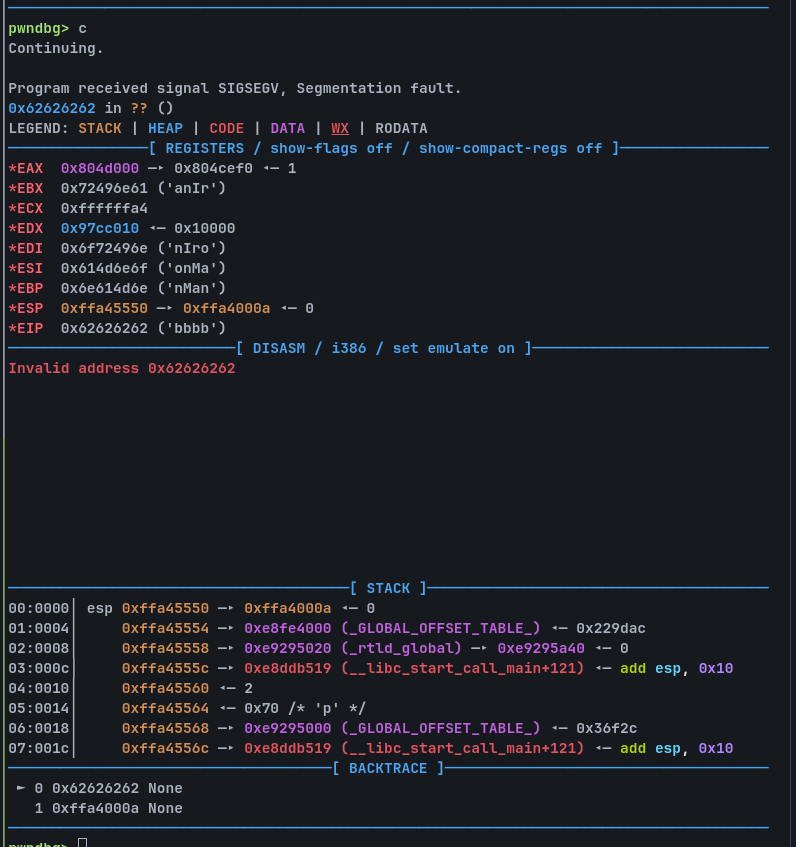 pwndbg> c
Continuing.
Program received signal SIGSEGV, Segmentation fault.
0x62626262 in ?? ()
LEGEND: STACK | HEAP | CODE | DATA | WX | RODATA
[ REGISTERS / show-flags off / show-compact-regs off ]
*EAX  0x804d000 —▸ 0x804cef0 ◂— 1
*EBX  0x72496e61 ('anIr')
*ECX  0xffffffa4
*EDX  0x97cc010 ◂— 0x10000
*EDI  0x6f72496e ('nIro')
*ESI  0x614d6e6f ('onMa')
*EBP  0x6e614d6e ('nMan')
*ESP  0xffa45550 —▸ 0xffa4000a ◂— 0
*EIP  0x62626262 ('bbbb')
[ DISASM / i386 / set emulate on ]
Invalid address 0x62626262
[ STACK ]
00:0000│ esp 0xffa45550 —▸ 0xffa4000a ◂— 0
01:0004│     0xffa45554 —▸ 0xe8fe4000 (_GLOBAL_OFFSET_TABLE_) ◂— 0x229dac
02:0008│     0xffa45558 —▸ 0xe9295020 (_rtld_global) —▸ 0xe9295a40 ◂— 0
03:000c│     0xffa4555c —▸ 0xe8ddb519 (__libc_start_call_main+121) ◂— add esp, 0x10
04:0010│     0xffa45560 ◂— 2
05:0014│     0xffa45564 ◂— 0x70 /* 'p' */
06:0018│     0xffa45568 —▸ 0xe9295000 (_GLOBAL_OFFSET_TABLE_) ◂— 0x36f2c
07:001c│     0xffa4556c —▸ 0xe8ddb519 (__libc_start_call_main+121) ◂— add esp, 0x10
[ BACKTRACE ]
► 0 0x62626262 None
1 0xffa4000a None
pwndbg>